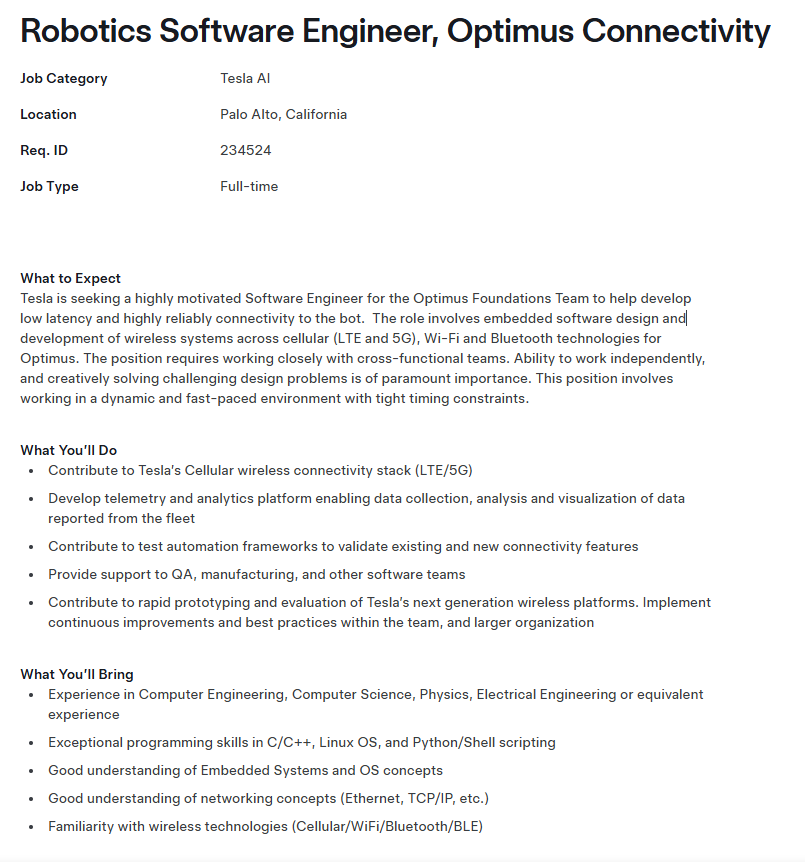 Robotics Software Engineer, Optimus Connectivity
Job Category Tesla AI
Location Palo Alto, California
Req. ID 234524
Job Type Full-time
What to Expect
Tesla is seeking a highly motivated Software Engineer for the Optimus Foundations Team to help develop
low latency and highly reliably connectivity to the bot.  The role involves embedded software design and
development of wireless systems across cellular (LTE and 5G), Wi-Fi and Bluetooth technologies for
Optimus. The position requires working closely with cross-functional teams. Ability to work independently,
and creatively solving challenging design problems is of paramount importance. This position involves
working in a dynamic and fast-paced environment with tight timing constraints.
What You’ll Do
• Contribute to Tesla’s Cellular wireless connectivity stack (LTE/5G)
• Develop telemetry and analytics platform enabling data collection, analysis and visualization of data
reported from the fleet
• Contribute to test automation frameworks to validate existing and new connectivity features
• Provide support to QA, manufacturing, and other software teams
• Contribute to rapid prototyping and evaluation of Tesla’s next generation wireless platforms. Implement
continuous improvements and best practices within the team, and larger organization
What You’ll Bring
• Experience in Computer Engineering, Computer Science, Physics, Electrical Engineering or equivalent
experience
• Exceptional programming skills in C/C++, Linux OS, and Python/Shell scripting
• Good understanding of Embedded Systems and OS concepts
• Good understanding of networking concepts (Ethernet, TCP/IP, etc.)
• Familiarity with wireless technologies (Cellular/WiFi/Bluetooth/BLE)